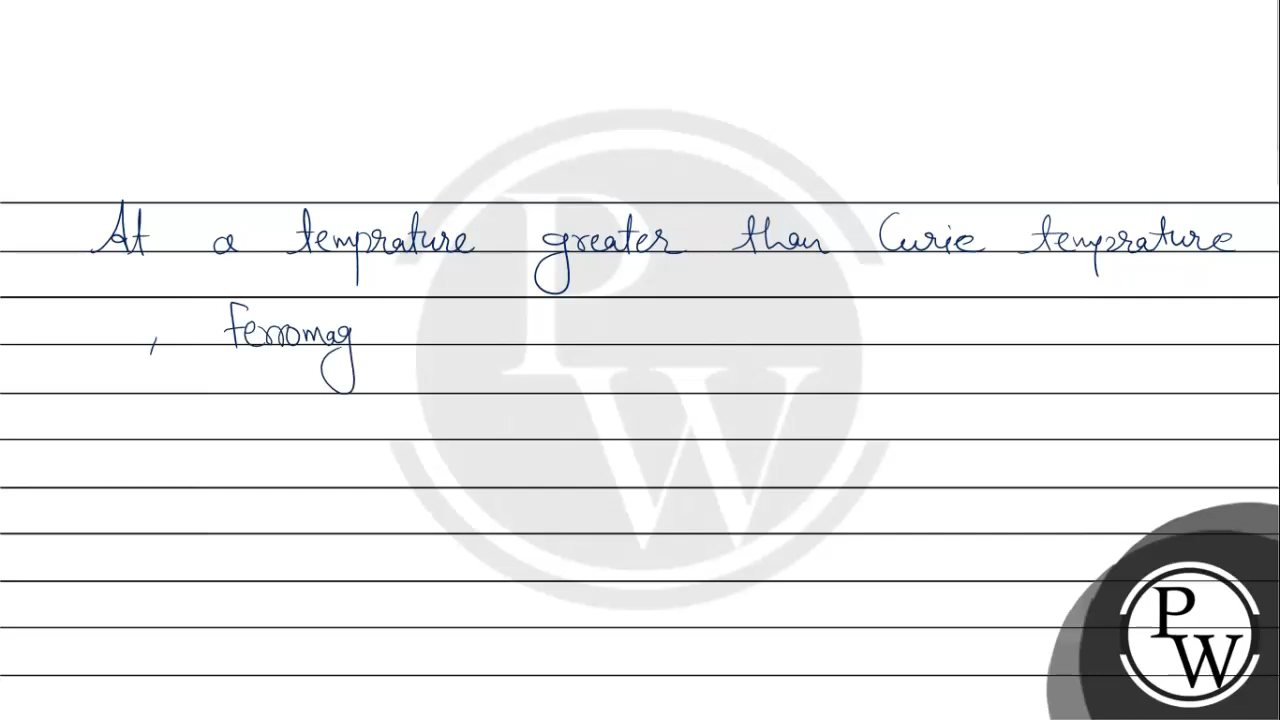 At a temprature greater than Curie temprature
, Ferromag
P
W
P
W